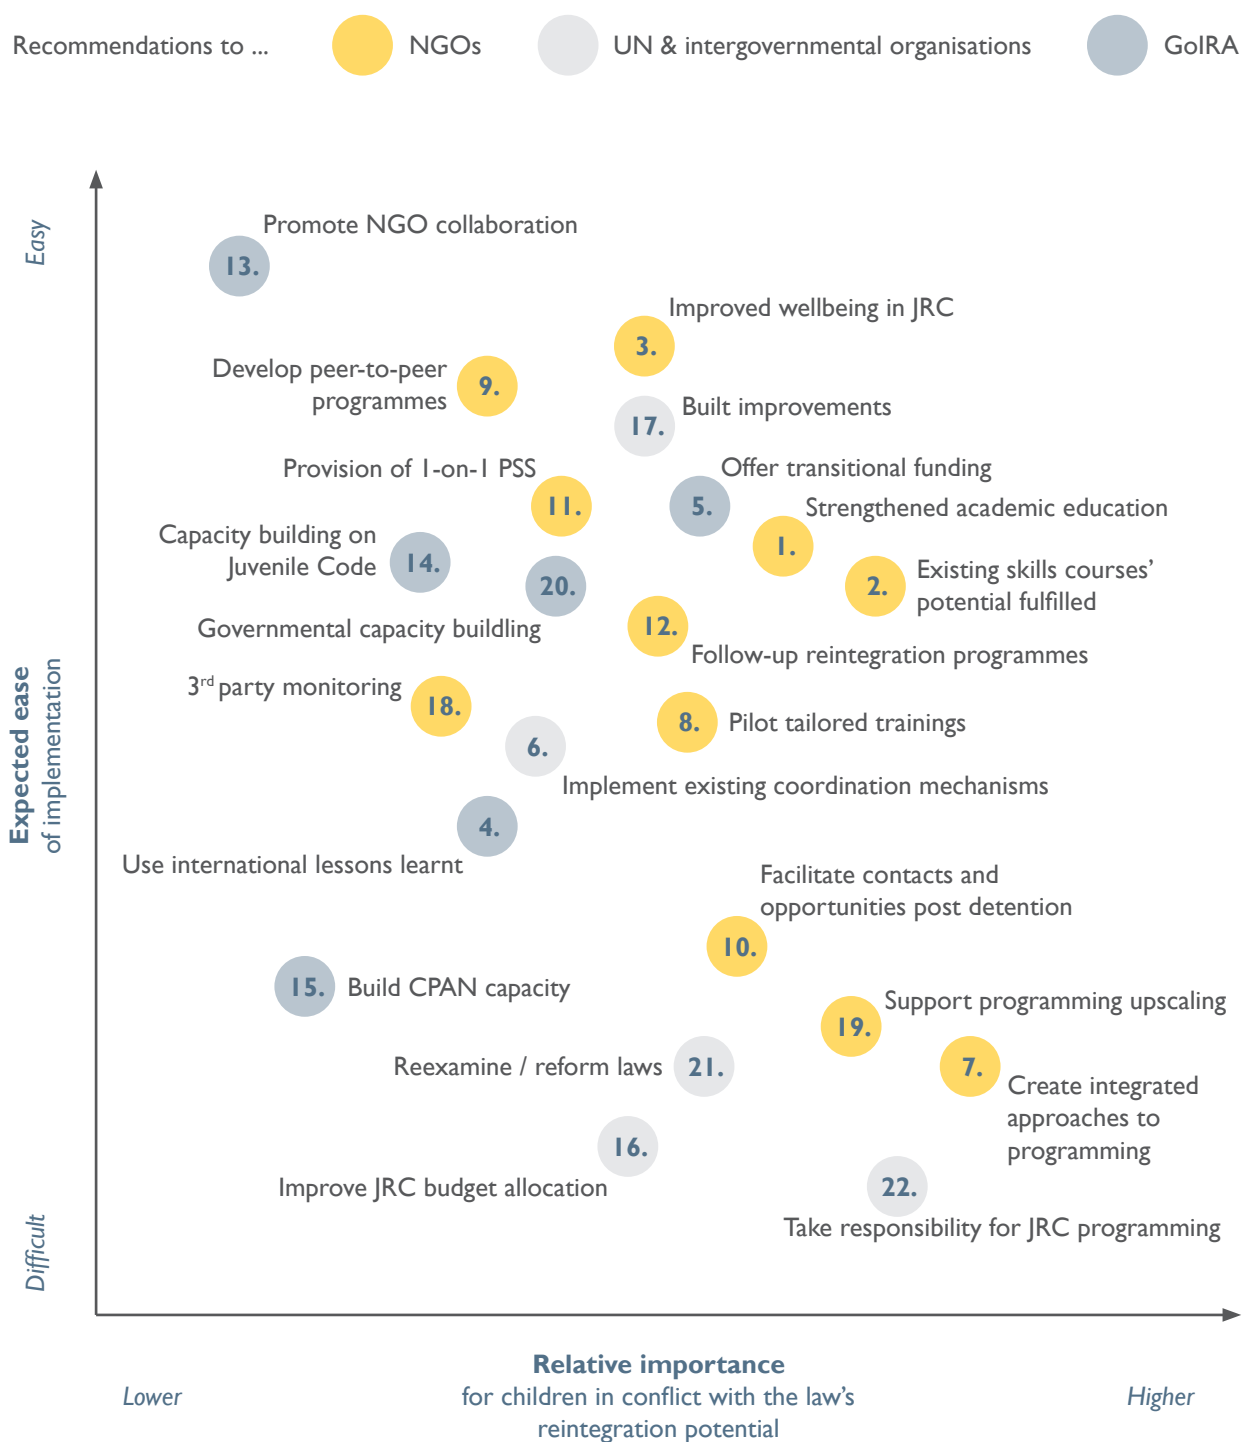 Recommendations to ...
NGOs
UN & intergovernmental organisations
GoIRA
Easy
Promote NGO collaboration
13.
Improved wellbeing in JRC
3.
Develop peer-to-peer
programmes
9.
Built improvements
17.
Provision of 1-on-1 PSS
11.
Offer transitional funding
5.
Strengthened academic education
1.
Capacity building on
Juvenile Code
14.
20.
Existing skills courses'
potential fulfilled
2.
Governmental capacity buildling
12.
Follow-up reintegration programmes
3rd party monitoring
18.
8.
Pilot tailored trainings
6.
Implement existing coordination mechanisms
Expected ease
of implementation
4.
Use international lessons learnt
Facilitate contacts and
opportunities post detention
10.
15.
Build CPAN capacity
Support programming upscaling
19.
Reexamine / reform laws
21.
7.
Create integrated
approaches to
programming
16.
Improve JRC budget allocation
22.
Take responsibility for JRC programming
Difficult
Relative importance
Lower
for children in conflict with the law's
Higher
reintegration potential